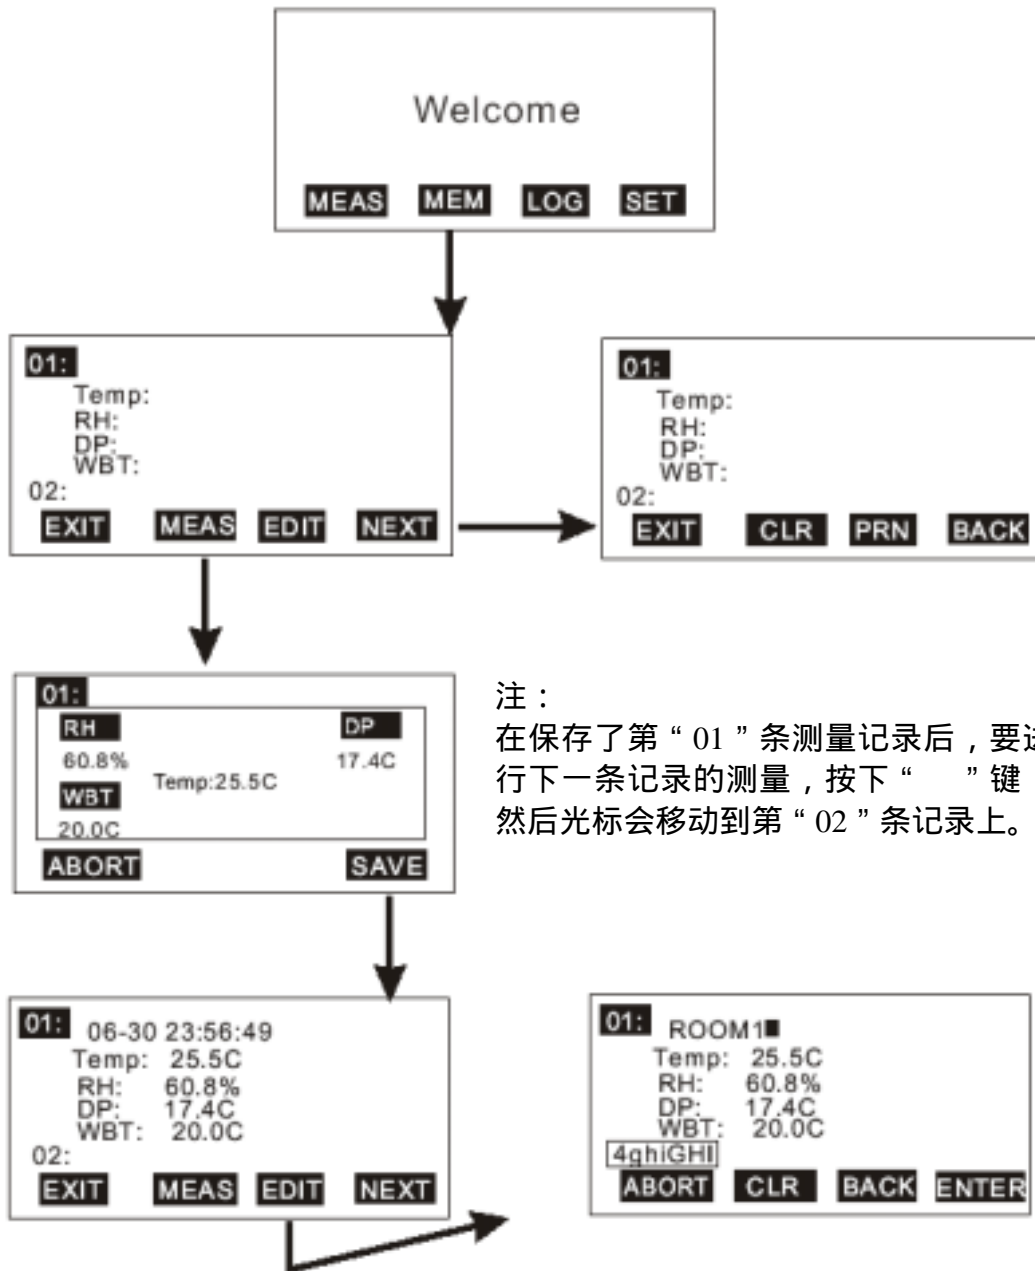 Welcome
MEAS MEM LOG SET
01:
Temp:
RH:
DP:
WBT:
02:
EXIT MEAS EDIT NEXT
01:
Temp:
RH:
DP:
WBT:
02:
EXIT CLR PRN BACK
01:
RH DP
60.8% 17.4C
Temp:25.5C
WBT
20.0C
ABORT SAVE
注：
在保存了第“01”条测量记录后，要进
行下一条记录的测量，按下“ ”键
然后光标会移动到第“02”条记录上。
01: 06-30 23:56:49
Temp: 25.5C
RH: 60.8%
DP: 17.4C
WBT: 20.0C
02:
EXIT MEAS EDIT NEXT
01: ROOM1
Temp: 25.5C
RH: 60.8%
DP: 17.4C
WBT: 20.0C
4ghiGHI
ABORT CLR BACK ENTER